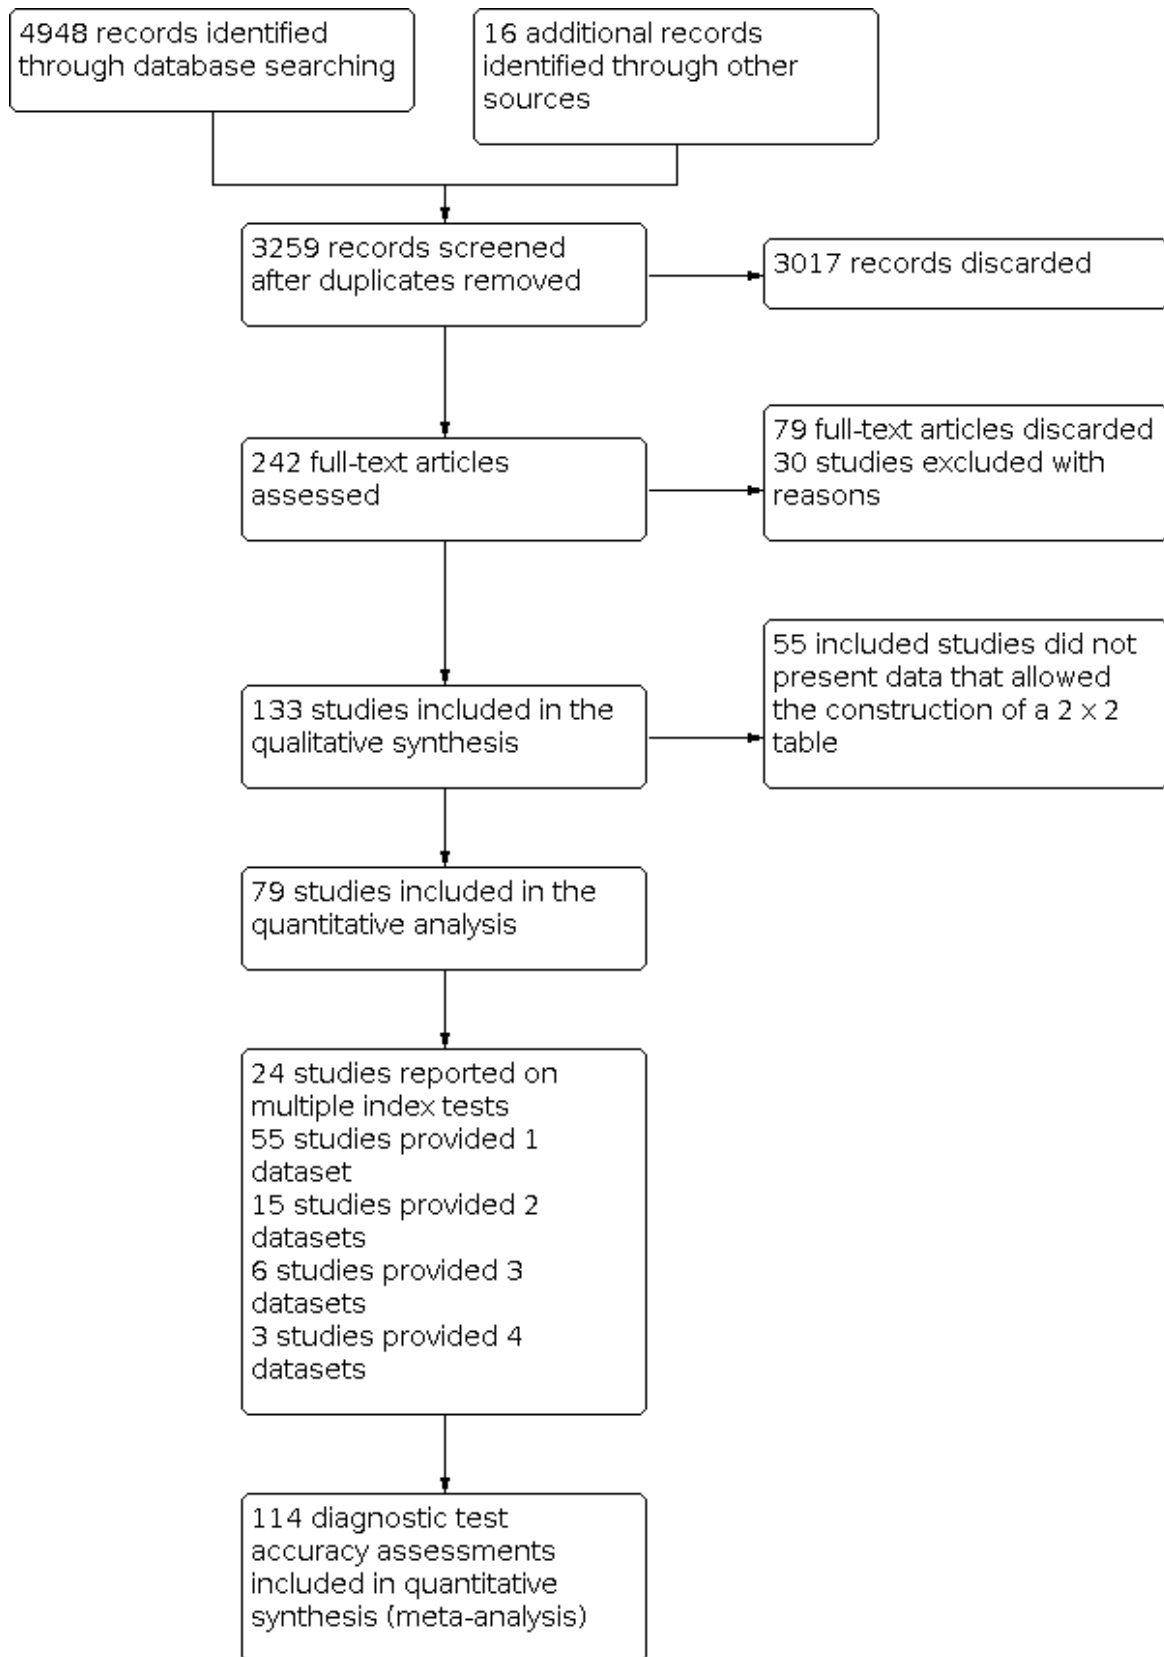 4948 records identified
through database searching
16 additional records
identified through other
sources
3259 records screened
after duplicates removed
3017 records discarded
242 full-text articles
assessed
79 full-text articles discarded
30 studies excluded with
reasons
133 studies included in the
qualitative synthesis
55 included studies did not
present data that allowed
the construction of a 2 x 2
table
79 studies included in the
quantitative analysis
24 studies reported on
multiple index tests
55 studies provided 1
dataset
15 studies provided 2
datasets
6 studies provided 3
datasets
3 studies provided 4
datasets
114 diagnostic test
accuracy assessments
included in quantitative
synthesis (meta-analysis)